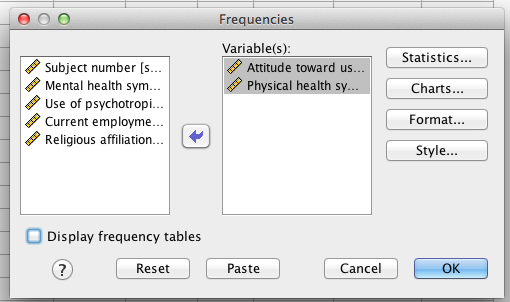 Frequencies
Variable(s):
Subject number [s...
Mental health sym...
Use of psychotropi...
Current employme...
Religious affiliation...
Attitude toward us...
Physical health sy...
Statistics...
Charts...
Format...
Style...
Display frequency tables
?
Reset
Paste
Cancel
OK